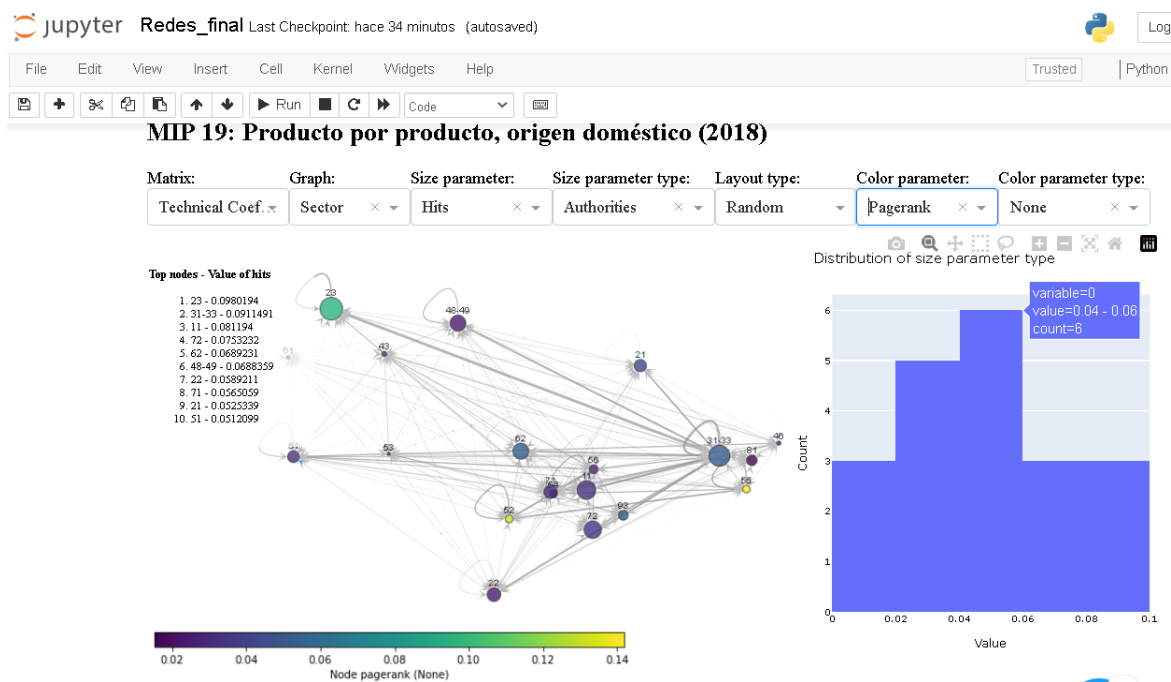 jupyter Redes_final Last Checkpoint: hace 34 minutos (autosaved)
Log
File Edit View Insert Cell Kernel Widgets Help
Trusted Python
Run Code
MIP 19: Producto por producto, origen doméstico (2018)
Matrix: Graph: Size parameter: Size parameter type: Layout type: Color parameter: Color parameter type:
Technical Coef... Sector × Hits × Authorities × Random Pagerank × None ×
Distribution of size parameter type
Top nodes - Value of hits
1. 23 - 0.0980194
2. 31-33 - 0.0911491
3. 11 - 0.081194
4. 72 - 0.0753232
5. 62 - 0.0689231
6. 48-49 - 0.0688359
7. 22 - 0.0589211
8. 71 - 0.0565059
9. 21 - 0.0525339
10. 51 - 0.0512099
23
48-49
43
61
21
46
62
31-33
81
53
56
11
71
52
93
72
22
0.02 0.04 0.06 0.08 0.10 0.12 0.14
Node pagerank (None)
variable=0
value=0.04 - 0.06
count=6
6
5
4
3
2
1
0
Count
0 0.02 0.04 0.06 0.08 0.1
Value